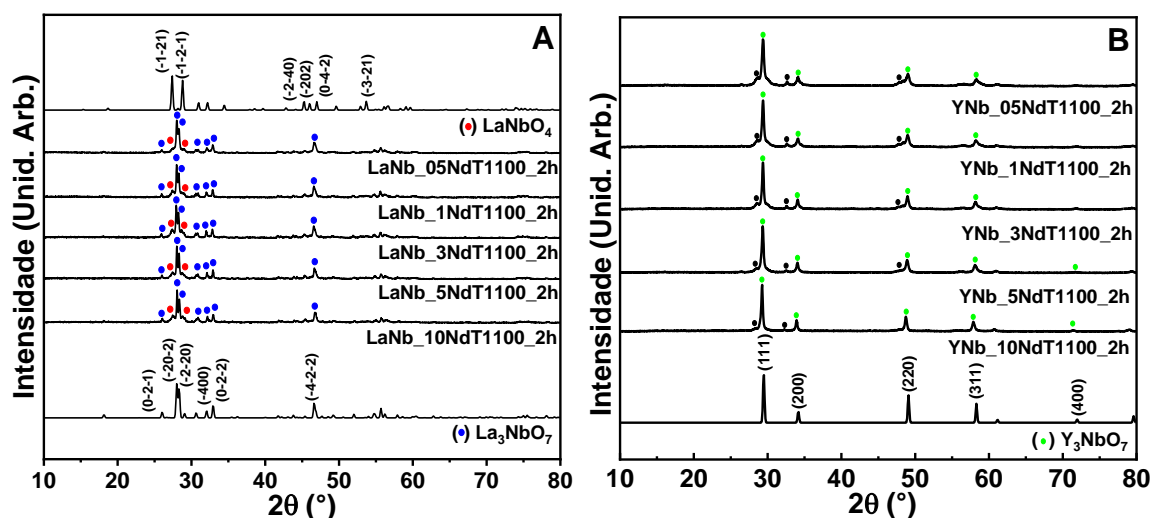 A
Intensidade (Unid. Arb.)
(-1-21)
(-1-2-1)
(-2-40)
(-202)
(0-4-2)
(-3-21)
(•) LaNbO₄
LaNb_05NdT1100_2h
LaNb_1NdT1100_2h
LaNb_3NdT1100_2h
LaNb_5NdT1100_2h
LaNb_10NdT1100_2h
(0-2-1)
(-20-2)
(-2-20)
(-400)
(0-2-2)
(-4-2-2)
(•) La₃NbO₇
10 20 30 40 50 60 70 80
2θ (°)
B
Intensidade (Unid. Arb.)
YNb_05NdT1100_2h
YNb_1NdT1100_2h
YNb_3NdT1100_2h
YNb_5NdT1100_2h
YNb_10NdT1100_2h
(111)
(200)
(220)
(311)
(400)
(•) Y₃NbO₇
10 20 30 40 50 60 70 80
2θ (°)